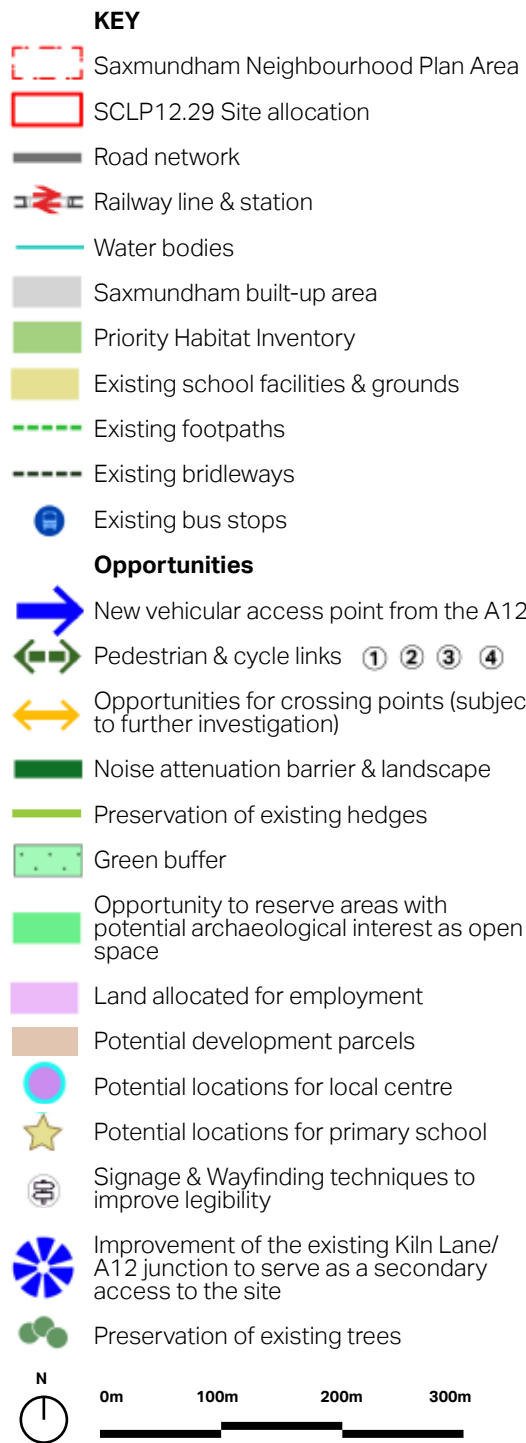 KEY
Saxmundham Neighbourhood Plan Area
SCLP12.29 Site allocation
Road network
Railway line & station
Water bodies
Saxmundham built-up area
Priority Habitat Inventory
Existing school facilities & grounds
Existing footpaths
Existing bridleways
Existing bus stops
Opportunities
New vehicular access point from the A12
Pedestrian & cycle links 1 2 3 4
Opportunities for crossing points (subjec
to further investigation)
Noise attenuation barrier & landscape
Preservation of existing hedges
Green buffer
Opportunity to reserve areas with
potential archaeological interest as open
space
Land allocated for employment
Potential development parcels
Potential locations for local centre
Potential locations for primary school
Signage & Wayfinding techniques to
improve legibility
Improvement of the existing Kiln Lane/
A12 junction to serve as a secondary
access to the site
Preservation of existing trees
N
0m 100m 200m 300m